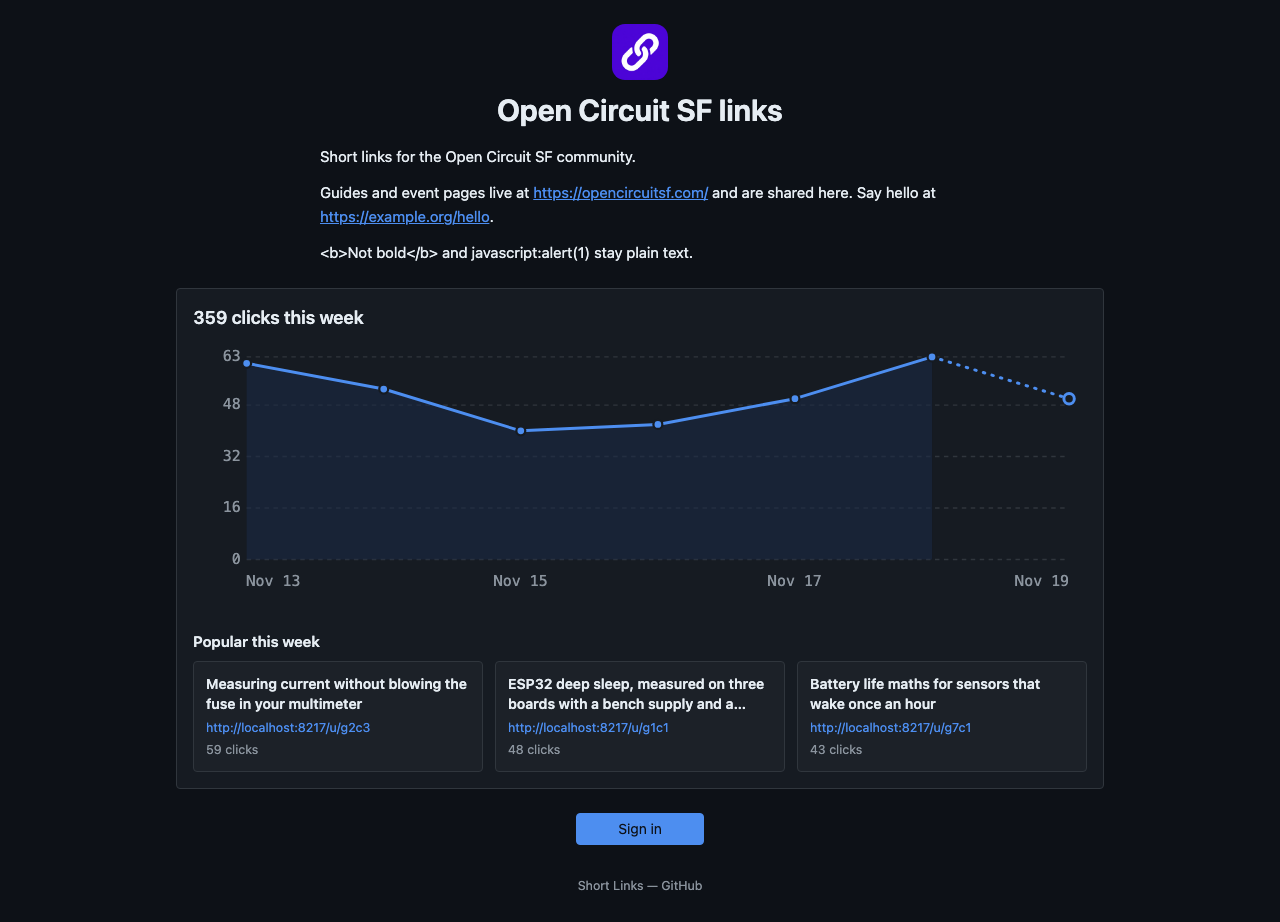 Open Circuit SF links
Short links for the Open Circuit SF community.
Guides and event pages live at https://opencircuitsf.com/ and are shared here. Say hello at
https://example.org/hello.
<b>Not bold</b> and javascript:alert(1) stay plain text.
359 clicks this week
63
48
32
16
0
Nov 13
Nov 15
Nov 17
Nov 19
Popular this week
Measuring current without blowing the
fuse in your multimeter
http://localhost:8217/u/g2c3
59 clicks
ESP32 deep sleep, measured on three
boards with a bench supply and a...
http://localhost:8217/u/g1c1
48 clicks
Battery life maths for sensors that
wake once an hour
http://localhost:8217/u/g7c1
43 clicks
Sign in
Short Links — GitHub